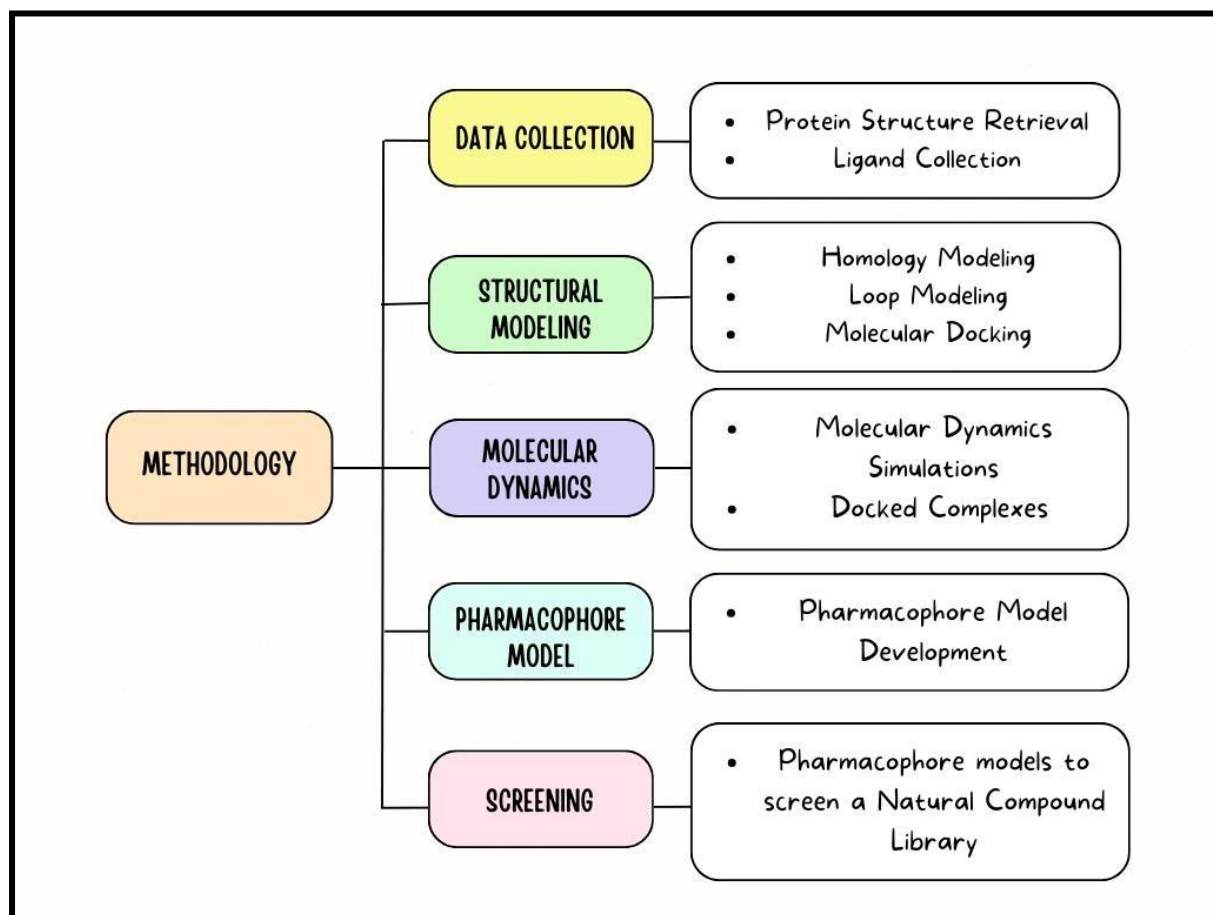 DATA COLLECTION
• Protein Structure Retrieval
• Ligand Collection
STRUCTURAL
MODELING
• Homology Modeling
• Loop Modeling
• Molecular Docking
METHODOLOGY
MOLECULAR
DYNAMICS
• Molecular Dynamics
Simulations
• Docked Complexes
PHARMACOPHORE
MODEL
• Pharmacophore Model
Development
SCREENING
• Pharmacophore models to
screen a Natural Compound
Library